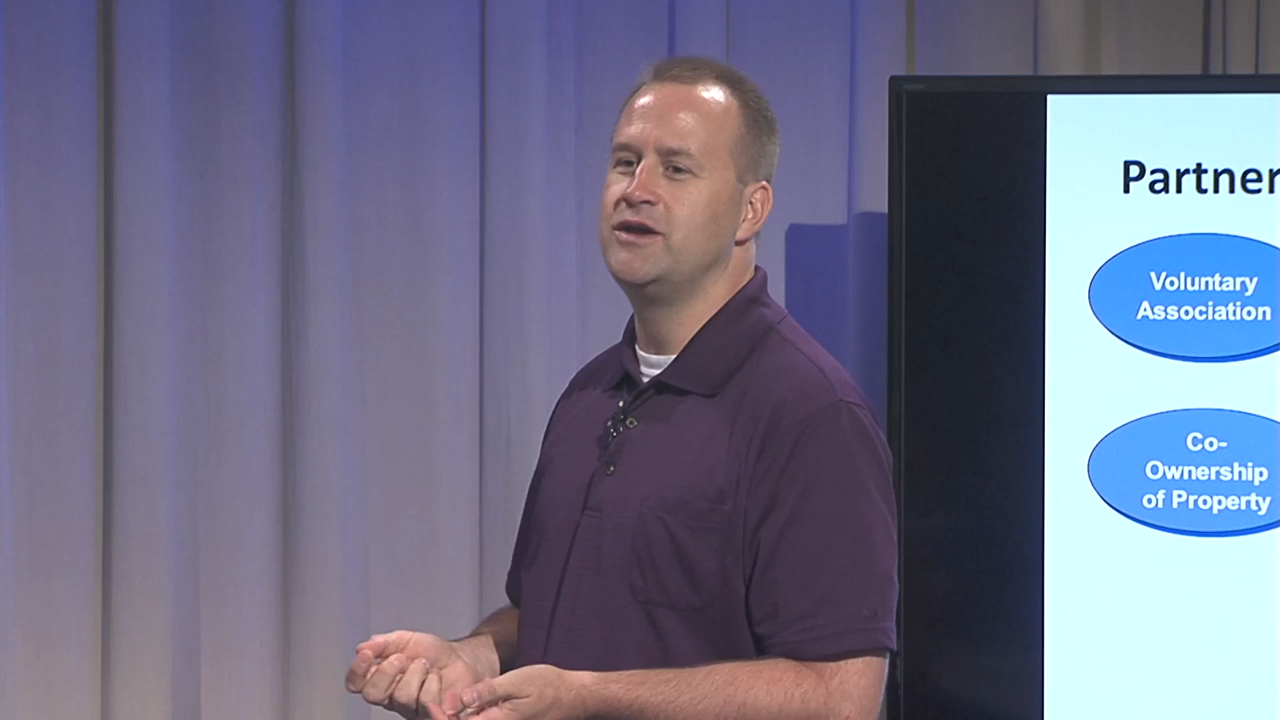 Partner
Voluntary
Association
Co-
Ownership
of Property